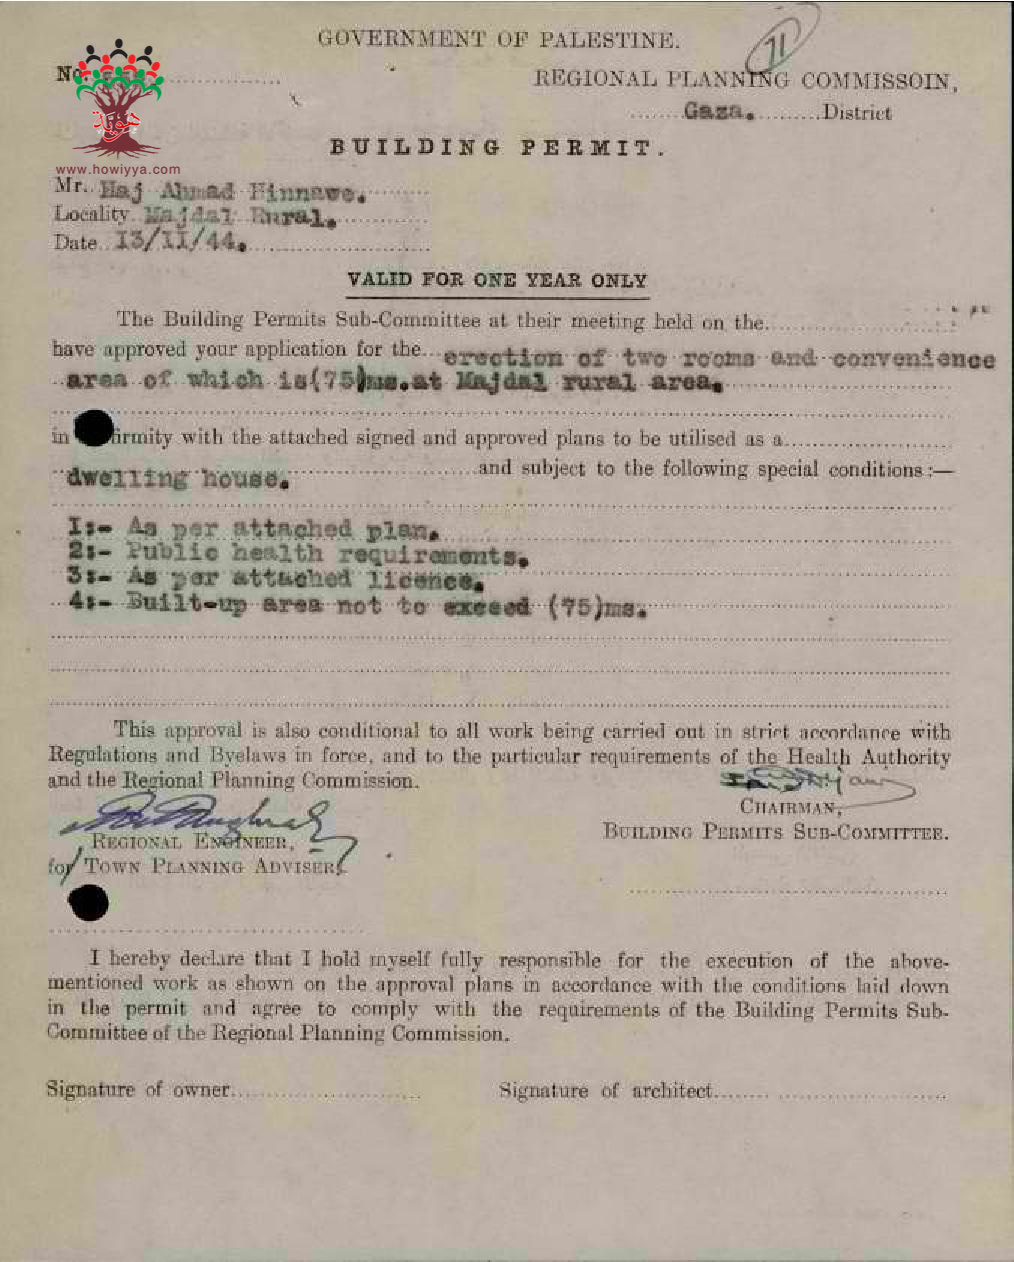 GOVERNMENT OF PALESTINE.
71
No.
REGIONAL PLANNING COMMISSOIN,
Gaza. District
هوية
www.howiyya.com
BUILDING PERMIT.
Mr. Haj Ahmad Hinnawe.
Locality Majdal Rural.
Date 13/11/44.
VALID FOR ONE YEAR ONLY
The Building Permits Sub-Committee at their meeting held on the
have approved your application for the erection of two rooms and convenience
area of which is(75)ms.at Majdal rural area.
in firmity with the attached signed and approved plans to be utilised as a
dwelling house. and subject to the following special conditions :—
1:- As per attached plan.
2:- Public health requirements.
3:- As per attached licence.
4:- Built-up area not to exceed (75)ms.
This approval is also conditional to all work being carried out in strict accordance with
Regulations and Byelaws in force, and to the particular requirements of the Health Authority
and the Regional Planning Commission.
CHAIRMAN,
BUILDING PERMITS SUB-COMMITTEE.
REGIONAL ENGINEER,
for TOWN PLANNING ADVISER.
I hereby declare that I hold myself fully responsible for the execution of the above-
mentioned work as shown on the approval plans in accordance with the conditions laid down
in the permit and agree to comply with the requirements of the Building Permits Sub-
Committee of the Regional Planning Commission.
Signature of owner
Signature of architect